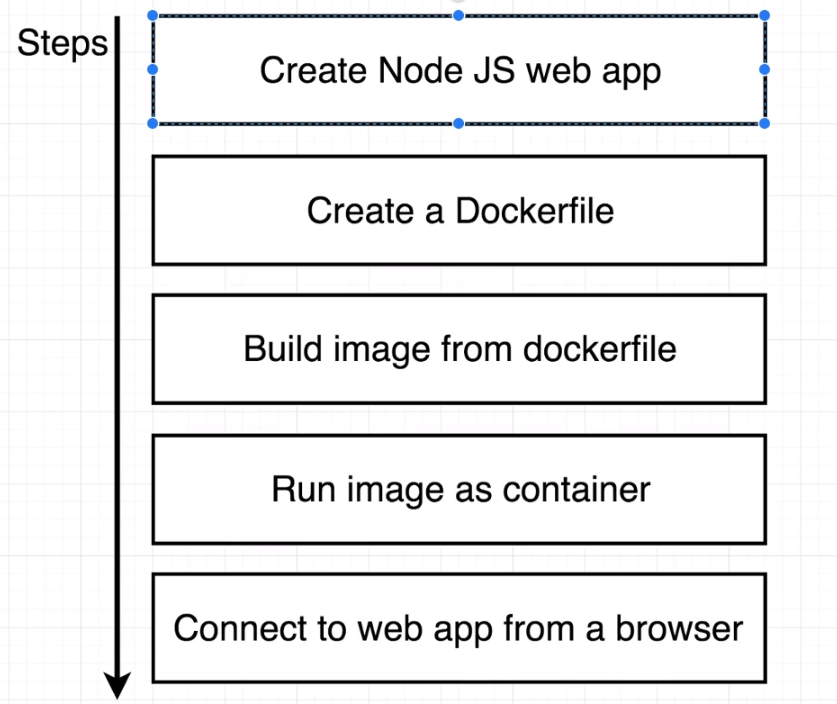 Steps
Create Node JS web app
Create a Dockerfile
Build image from dockerfile
Run image as container
Connect to web app from a browser